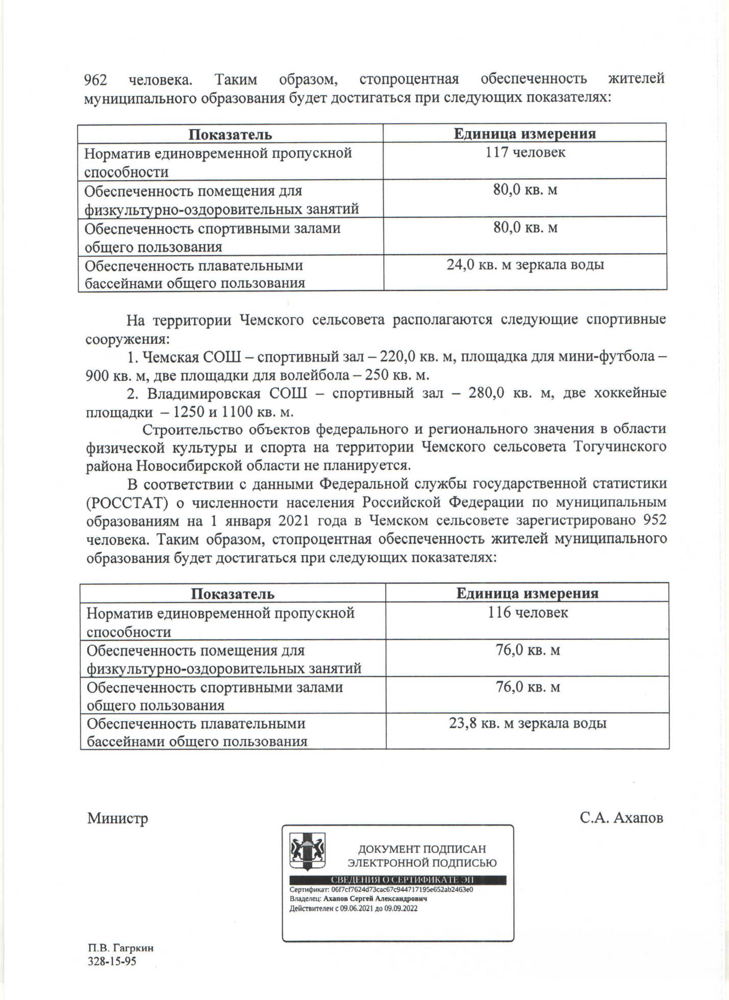 962 человека. Таким образом, стопроцентная обеспеченность жителей
муниципального образования будет достигаться при следующих показателях:
Показатель Единица измерения
Норматив единовременной пропускной 117 человек
способности
Обеспеченность помещения для 80,0 кв. м
физкультурно-оздоровительных занятий
Обеспеченность спортивными залами 80,0 кв. м
общего пользования
Обеспеченность плавательными 24,0 кв. м зеркала воды
бассейнами общего пользования
На территории Чемского сельсовета располагаются следующие спортивные
сооружения:
1. Чемская СОШ – спортивный зал – 220,0 кв. м, площадка для мини-футбола –
900 кв. м, две площадки для волейбола – 250 кв. м.
2. Владимировская СОШ – спортивный зал – 280,0 кв. м, две хоккейные
площадки – 1250 и 1100 кв. м.
Строительство объектов федерального и регионального значения в области
физической культуры и спорта на территории Чемского сельсовета Тогучинского
района Новосибирской области не планируется.
В соответствии с данными Федеральной службы государственной статистики
(РОССТАТ) о численности населения Российской Федерации по муниципальным
образованиям на 1 января 2021 года в Чемском сельсовете зарегистрировано 952
человека. Таким образом, стопроцентная обеспеченность жителей муниципального
образования будет достигаться при следующих показателях:
Показатель Единица измерения
Норматив единовременной пропускной 116 человек
способности
Обеспеченность помещения для 76,0 кв. м
физкультурно-оздоровительных занятий
Обеспеченность спортивными залами 76,0 кв. м
общего пользования
Обеспеченность плавательными 23,8 кв. м зеркала воды
бассейнами общего пользования
Министр С.А. Ахапов
ДОКУМЕНТ ПОДПИСАН
ЭЛЕКТРОННОЙ ПОДПИСЬЮ
СВЕДЕНИЯ О СЕРТИФИКАТЕ ЭП
Сертификат: 06f7cf7624d73cac67c944717195e652ab2463e0
Владелец: Ахапов Сергей Александрович
Действителен с 09.06.2021 до 09.09.2022
П.В. Гагркин
328-15-95